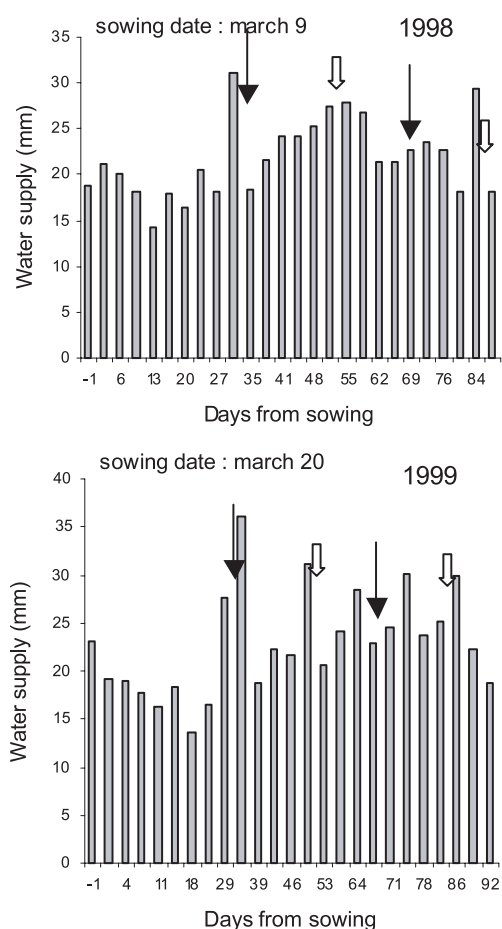 sowing date : march 9
1998
Water supply (mm)
35
30
25
20
15
10
5
0
-1 6 13 20 27 35 41 48 55 62 69 76 84
Days from sowing
sowing date : march 20
1999
Water supply (mm)
40
35
30
25
20
15
10
5
0
-1 4 11 18 29 39 46 53 64 71 78 86 92
Days from sowing